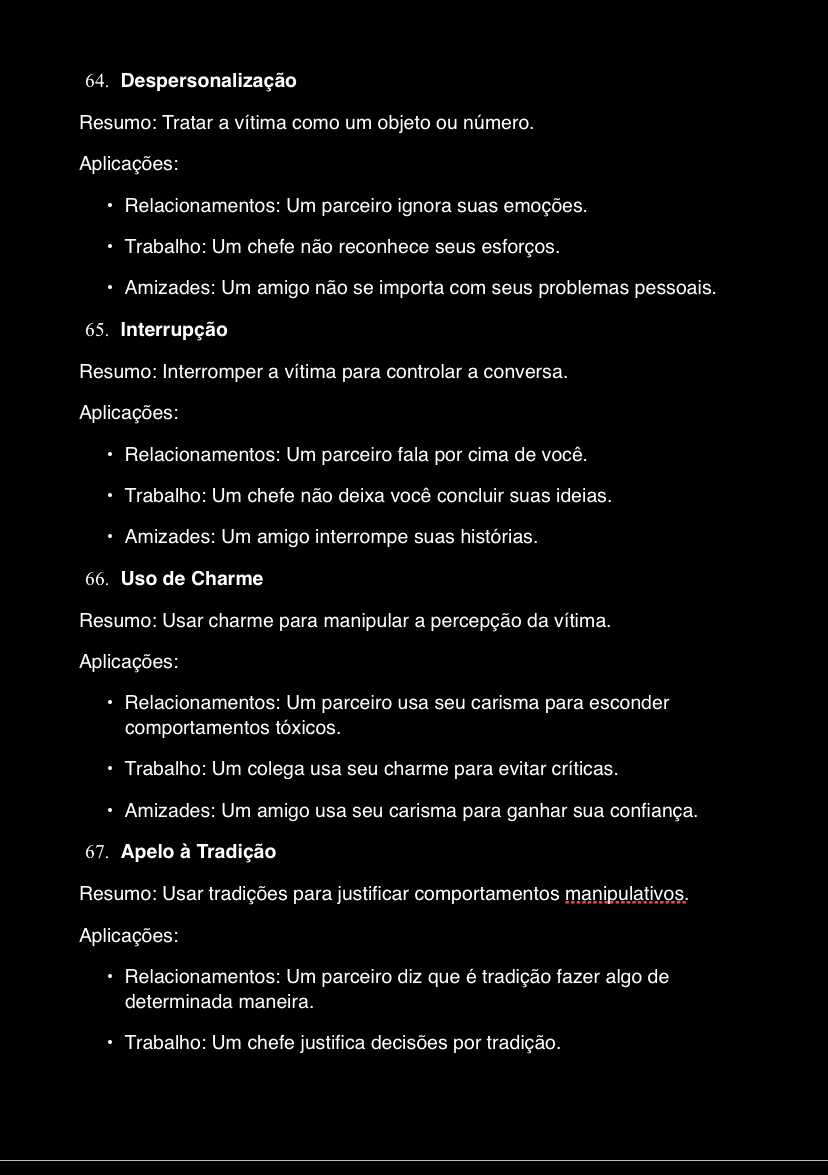 64. Despersonalização
Resumo: Tratar a vítima como um objeto ou número.
Aplicações:
• Relacionamentos: Um parceiro ignora suas emoções.
• Trabalho: Um chefe não reconhece seus esforços.
• Amizades: Um amigo não se importa com seus problemas pessoais.
65. Interrupção
Resumo: Interromper a vítima para controlar a conversa.
Aplicações:
• Relacionamentos: Um parceiro fala por cima de você.
• Trabalho: Um chefe não deixa você concluir suas ideias.
• Amizades: Um amigo interrompe suas histórias.
66. Uso de Charme
Resumo: Usar charme para manipular a percepção da vítima.
Aplicações:
• Relacionamentos: Um parceiro usa seu carisma para esconder
comportamentos tóxicos.
• Trabalho: Um colega usa seu charme para evitar críticas.
• Amizades: Um amigo usa seu carisma para ganhar sua confiança.
67. Apelo à Tradição
Resumo: Usar tradições para justificar comportamentos manipulativos.
Aplicações:
• Relacionamentos: Um parceiro diz que é tradição fazer algo de
determinada maneira.
• Trabalho: Um chefe justifica decisões por tradição.